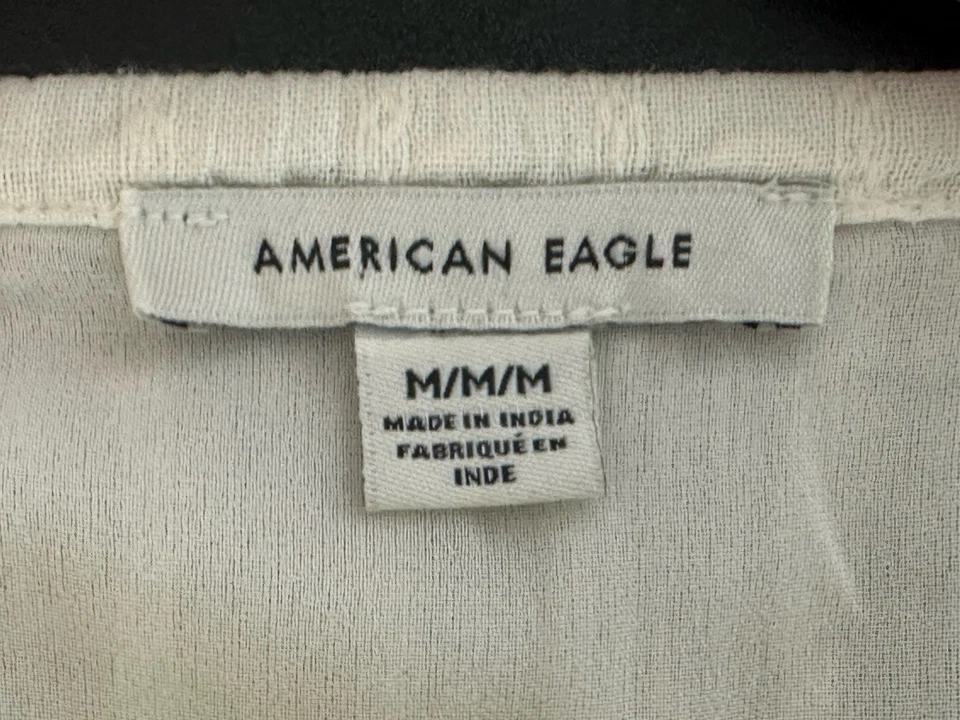 AMERICAN EAGLE
M/M/M
MADE IN INDIA
FABRIQUÉ EN
INDE